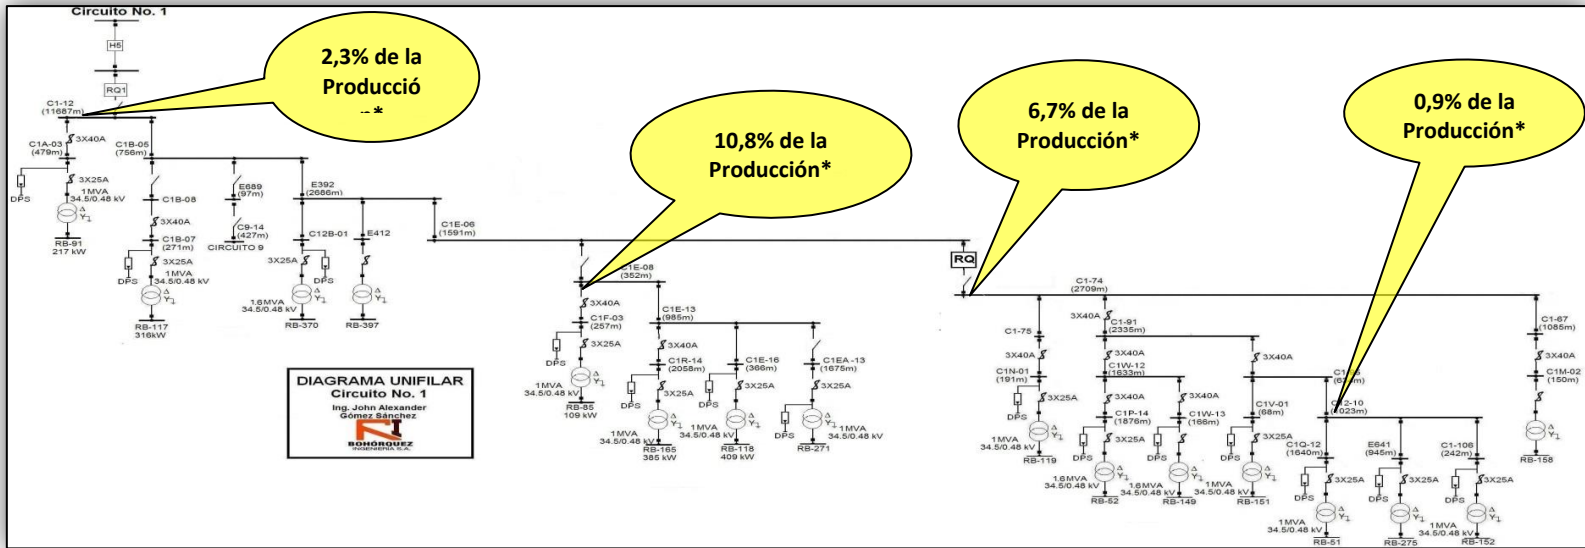 Circuito No. 1
H5
RQ1
C1-12
(11687m)
2,3% de la
Producció
10,8% de la
Producción*
6,7% de la
Producción*
0,9% de la
Producción*
3X40A
C1A-03
(479m)
C1B-05
(756m)
3X25A
DPS
1MVA
34.5/0.48 kV
RB-91
217 kW
C1B-08
3X40A
C1B-07
(271m)
3X25A
DPS
1MVA
34.5/0.48 kV
RB-117
316kW
E689
(97m)
C9-14
(427m)
CIRCUITO 9
E392
(2686m)
C12B-01
3X25A
DPS
1.6MVA
34.5/0.48 kV
RB-370
E412
3X25A
RB-397
C1E-06
(1591m)
C1E-08
(352m)
3X40A
C1F-03
(257m)
3X25A
DPS
1MVA
34.5/0.48 kV
RB-85
109 kW
C1E-13
(985m)
3X40A
C1R-14
(2058m)
3X25A
DPS
1MVA
34.5/0.48 kV
RB-165
385 kW
C1E-16
(366m)
3X25A
DPS
1MVA
34.5/0.48 kV
RB-118
409 kW
C1EA-13
(1675m)
3X25A
DPS
1MVA
34.5/0.48 kV
RB-271
RQ
C1-74
(2709m)
C1-75
3X40A
C1N-01
(191m)
3X25A
DPS
1MVA
34.5/0.48 kV
RB-119
3X40A
C1-91
(2335m)
3X40A
C1W-12
(1633m)
3X40A
C1P-14
(1876m)
3X25A
DPS
1.6MVA
34.5/0.48 kV
RB-52
3X40A
C1W-13
(166m)
3X25A
DPS
1.6MVA
34.5/0.48 kV
RB-149
3X40A
C1V-01
(68m)
3X25A
DPS
1MVA
34.5/0.48 kV
RB-151
C1Q-12
(1640m)
3X25A
DPS
1MVA
34.5/0.48 kV
RB-51
E641
(945m)
3X25A
DPS
RB-275
C1-106
(242m)
3X25A
DPS
1MVA
34.5/0.48 kV
RB-152
C1-67
(1085m)
3X40A
C1M-02
(150m)
3X25A
DPS
1MVA
34.5/0.48 kV
RB-158
DIAGRAMA UNIFILAR
Circuito No. 1
Ing. John Alexander
Gómez Sánchez
BOHÓRQUEZ
INGENIERIA S.A.